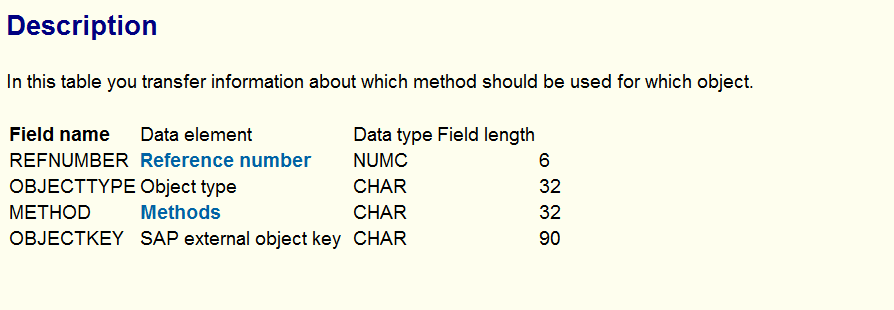 Description
In this table you transfer information about which method should be used for which object.
Field name Data element Data type Field length
REFNUMBER Reference number NUMC 6
OBJECTTYPE Object type CHAR 32
METHOD Methods CHAR 32
OBJECTKEY SAP external object key CHAR 90